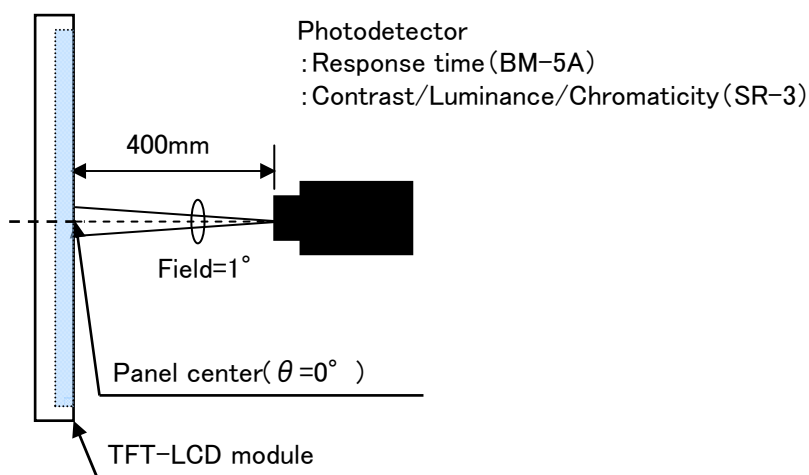 Photodetector
:Response time(BM-5A)
:Contrast/Luminance/Chromaticity(SR-3)
400mm
Field=1°
Panel center(θ=0° )
TFT-LCD module